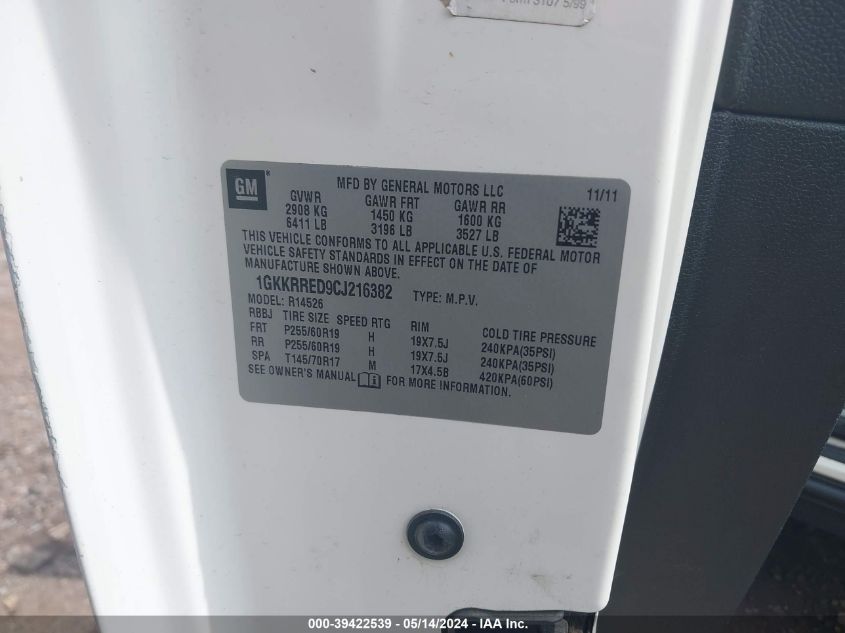 5/99
GM
MFD BY GENERAL MOTORS LLC 11/11
GVWR GAWR FRT GAWR RR
2908 KG 1450 KG 1600 KG
6411 LB 3196 LB 3527 LB
THIS VEHICLE CONFORMS TO ALL APPLICABLE U.S. FEDERAL MOTOR
VEHICLE SAFETY STANDARDS IN EFFECT ON THE DATE OF
MANUFACTURE SHOWN ABOVE.
1GKKRRED9CJ216382 TYPE: M.P.V.
MODEL: R14526
RBBJ TIRE SIZE SPEED RTG RIM COLD TIRE PRESSURE
FRT P255/60R19 H 19X7.5J 240KPA(35PSI)
RR P255/60R19 H 19X7.5J 240KPA(35PSI)
SPA T145/70R17 M 17X4.5B 420KPA(60PSI)
SEE OWNER'S MANUAL FOR MORE INFORMATION.
000-39422539 - 05/14/2024 - IAA Inc.